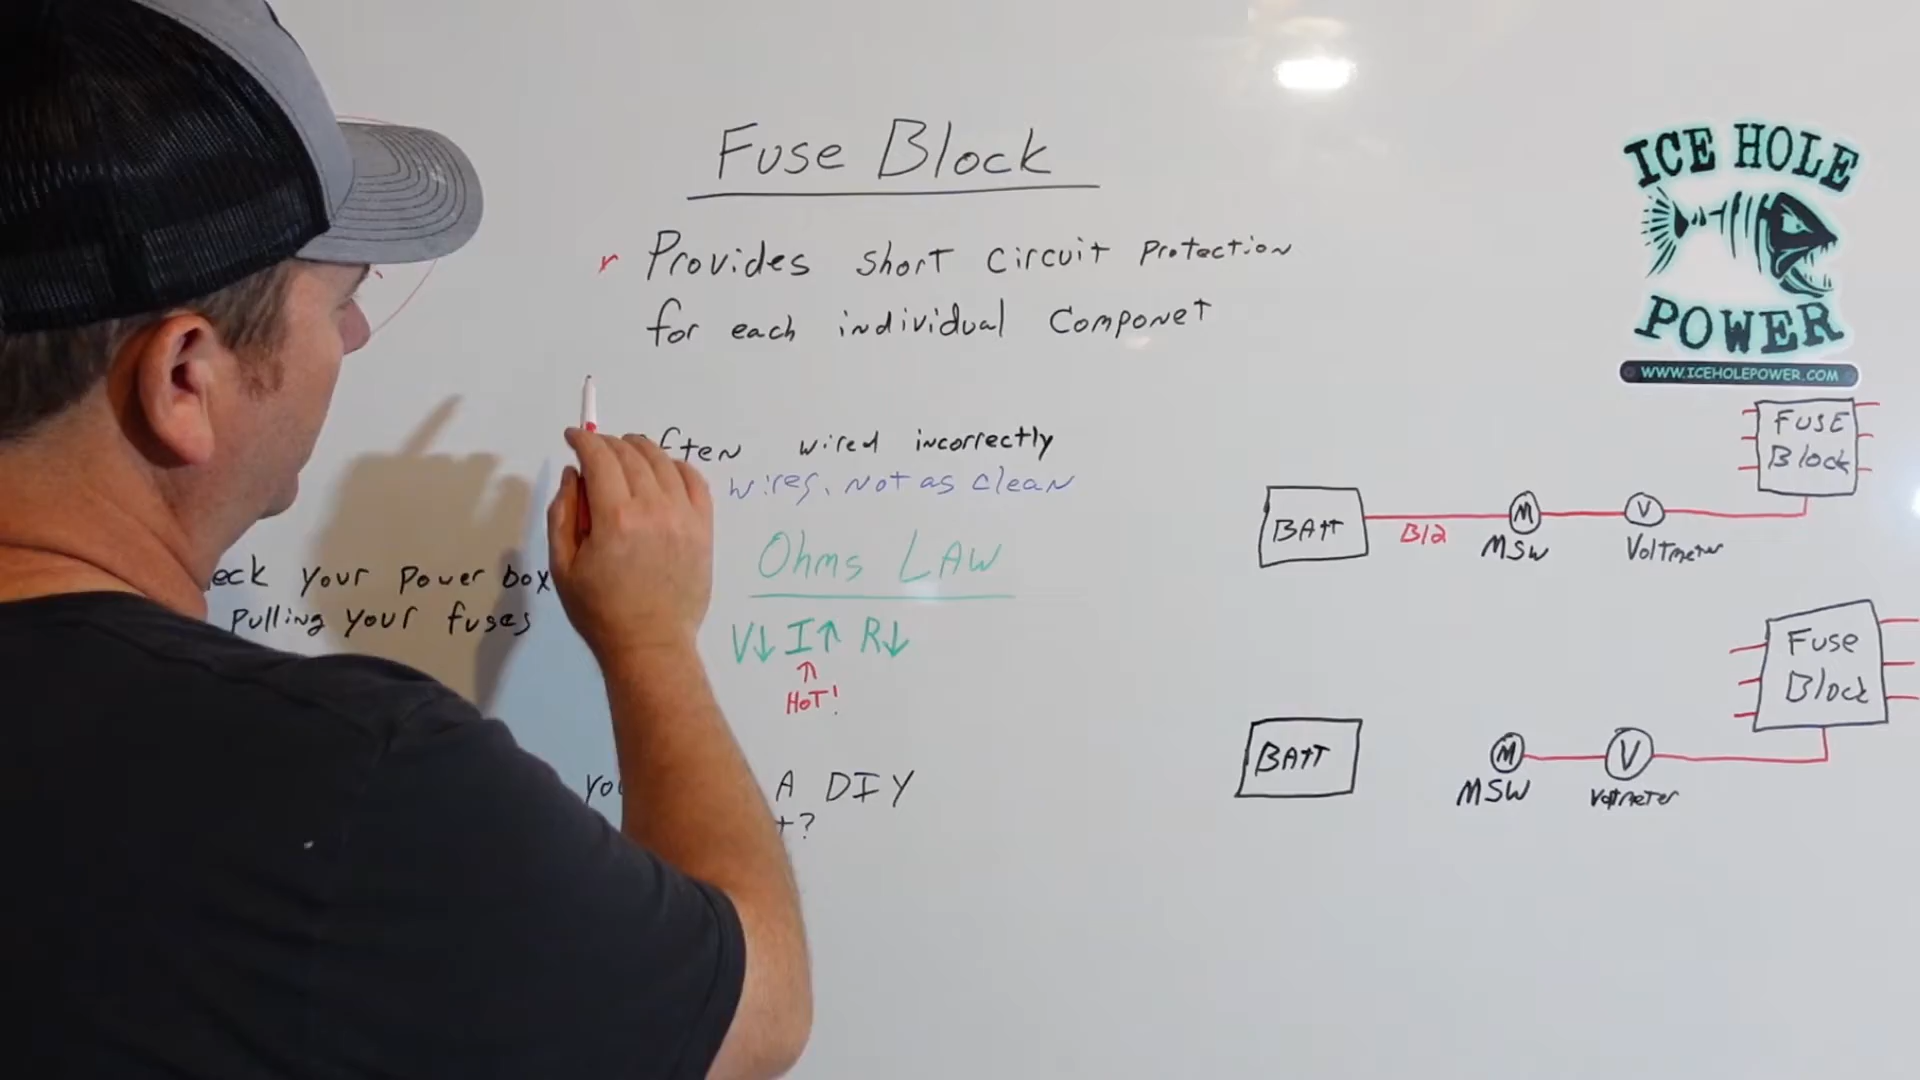 Fuse Block
Provides short circuit protection
for each individual componet
wired incorrectly
wires, not as clean
Ohms LAW
V↓ I↑ R↓
↑
HOT!
your power box
pulling your fuses
A DIY
ICE HOLE
POWER
WWW.ICEHOLEPOWER.COM
FUSE
Block
BATT
B12
M
MSW
V
Voltmeter
Fuse
Block
BATT
M
MSW
V
Voltmeter